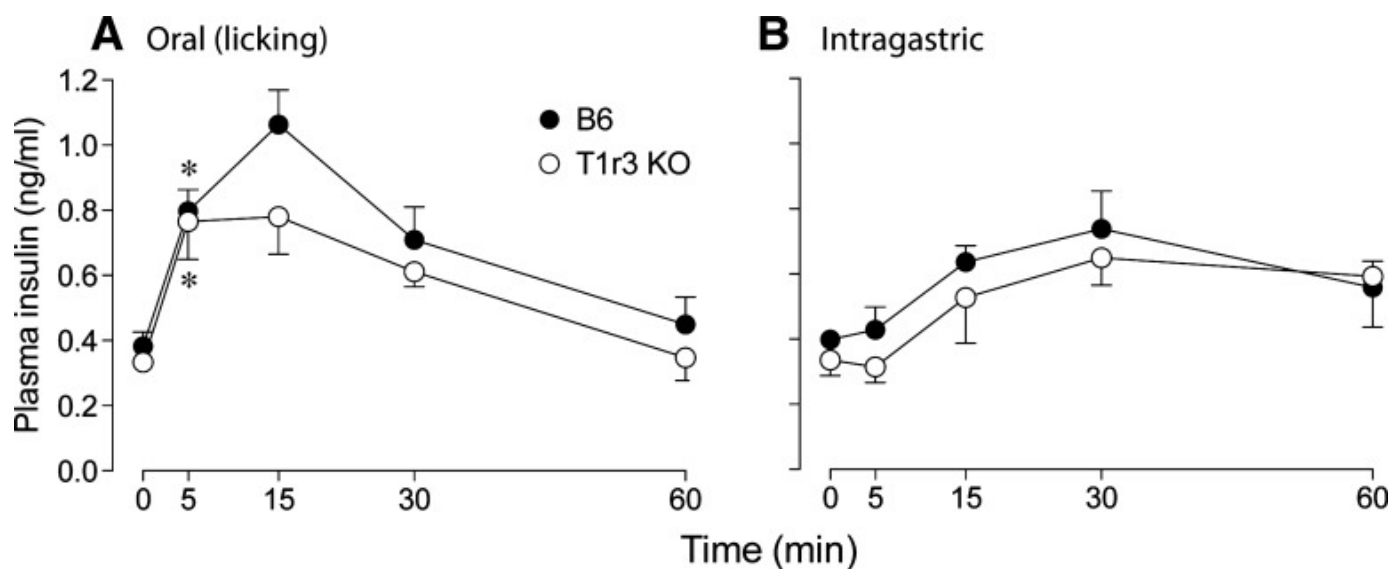 A Oral (licking)
B Intragastric
Plasma insulin (ng/ml)
1.2
1.0
0.8
0.6
0.4
0.2
0.0
*
*
B6
T1r3 KO
0 5 15 30 60
0 5 15 30 60
Time (min)